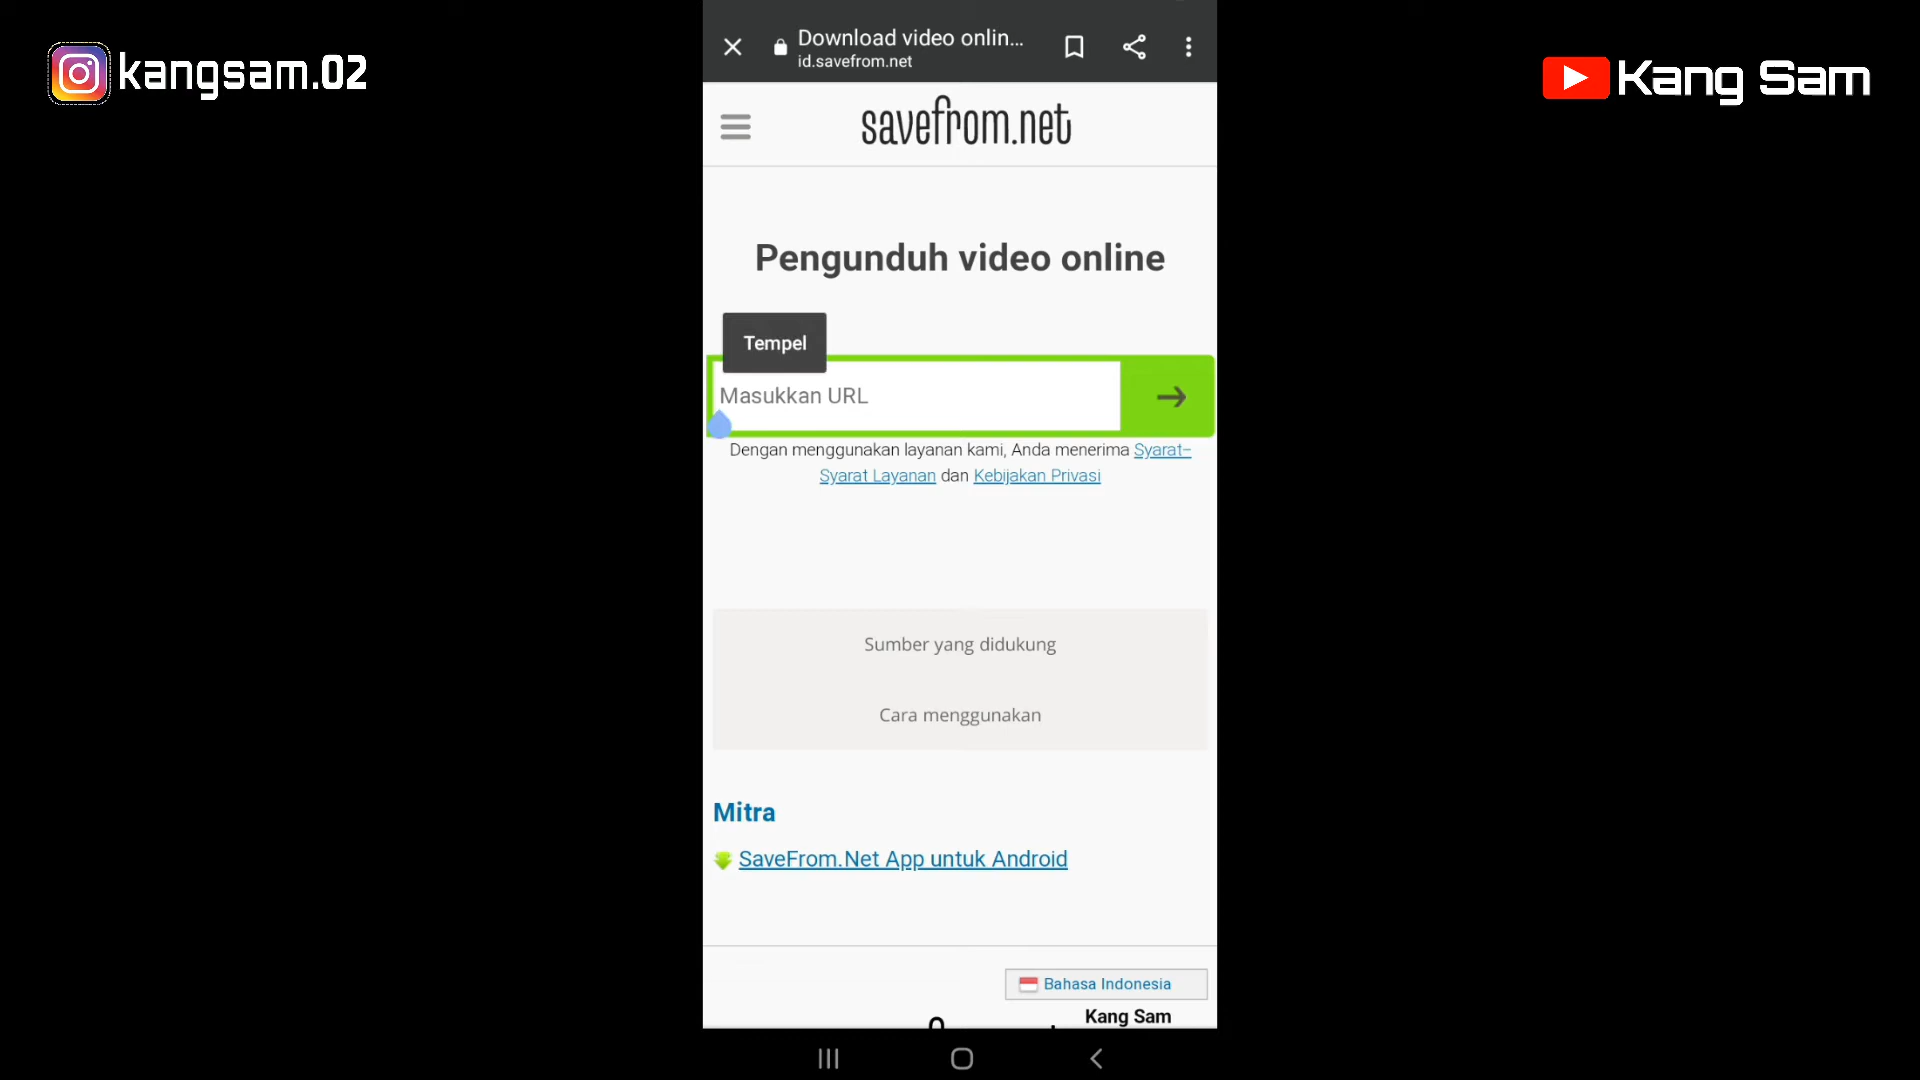 kangsam.02
Kang Sam
Download video onlin...
id.savefrom.net
savefrom.net
Pengunduh video online
Tempel
Masukkan URL
Dengan menggunakan layanan kami, Anda menerima Syarat-
Syarat Layanan dan Kebijakan Privasi
Sumber yang didukung
Cara menggunakan
Mitra
SaveFrom.Net App untuk Android
Bahasa Indonesia
Kang Sam